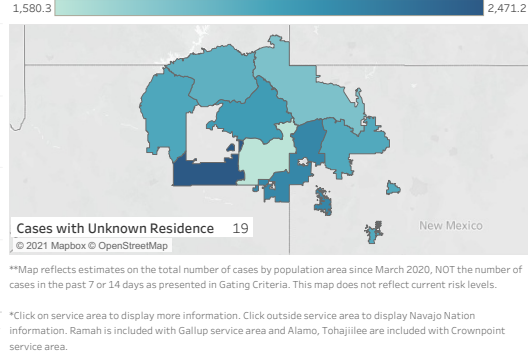 1,580.3 2,471.2
New Mexico
Cases with Unknown Residence 19
© 2021 Mapbox © OpenStreetMap
**Map reflects estimates on the total number of cases by population area since March 2020, NOT the number of
cases in the past 7 or 14 days as presented in Gating Criteria. This map does not reflect current risk levels.
*Click on service area to display more information. Click outside service area to display Navajo Nation
information. Ramah is included with Gallup service area and Alamo, Tohajiilee are included with Crownpoint
service area.